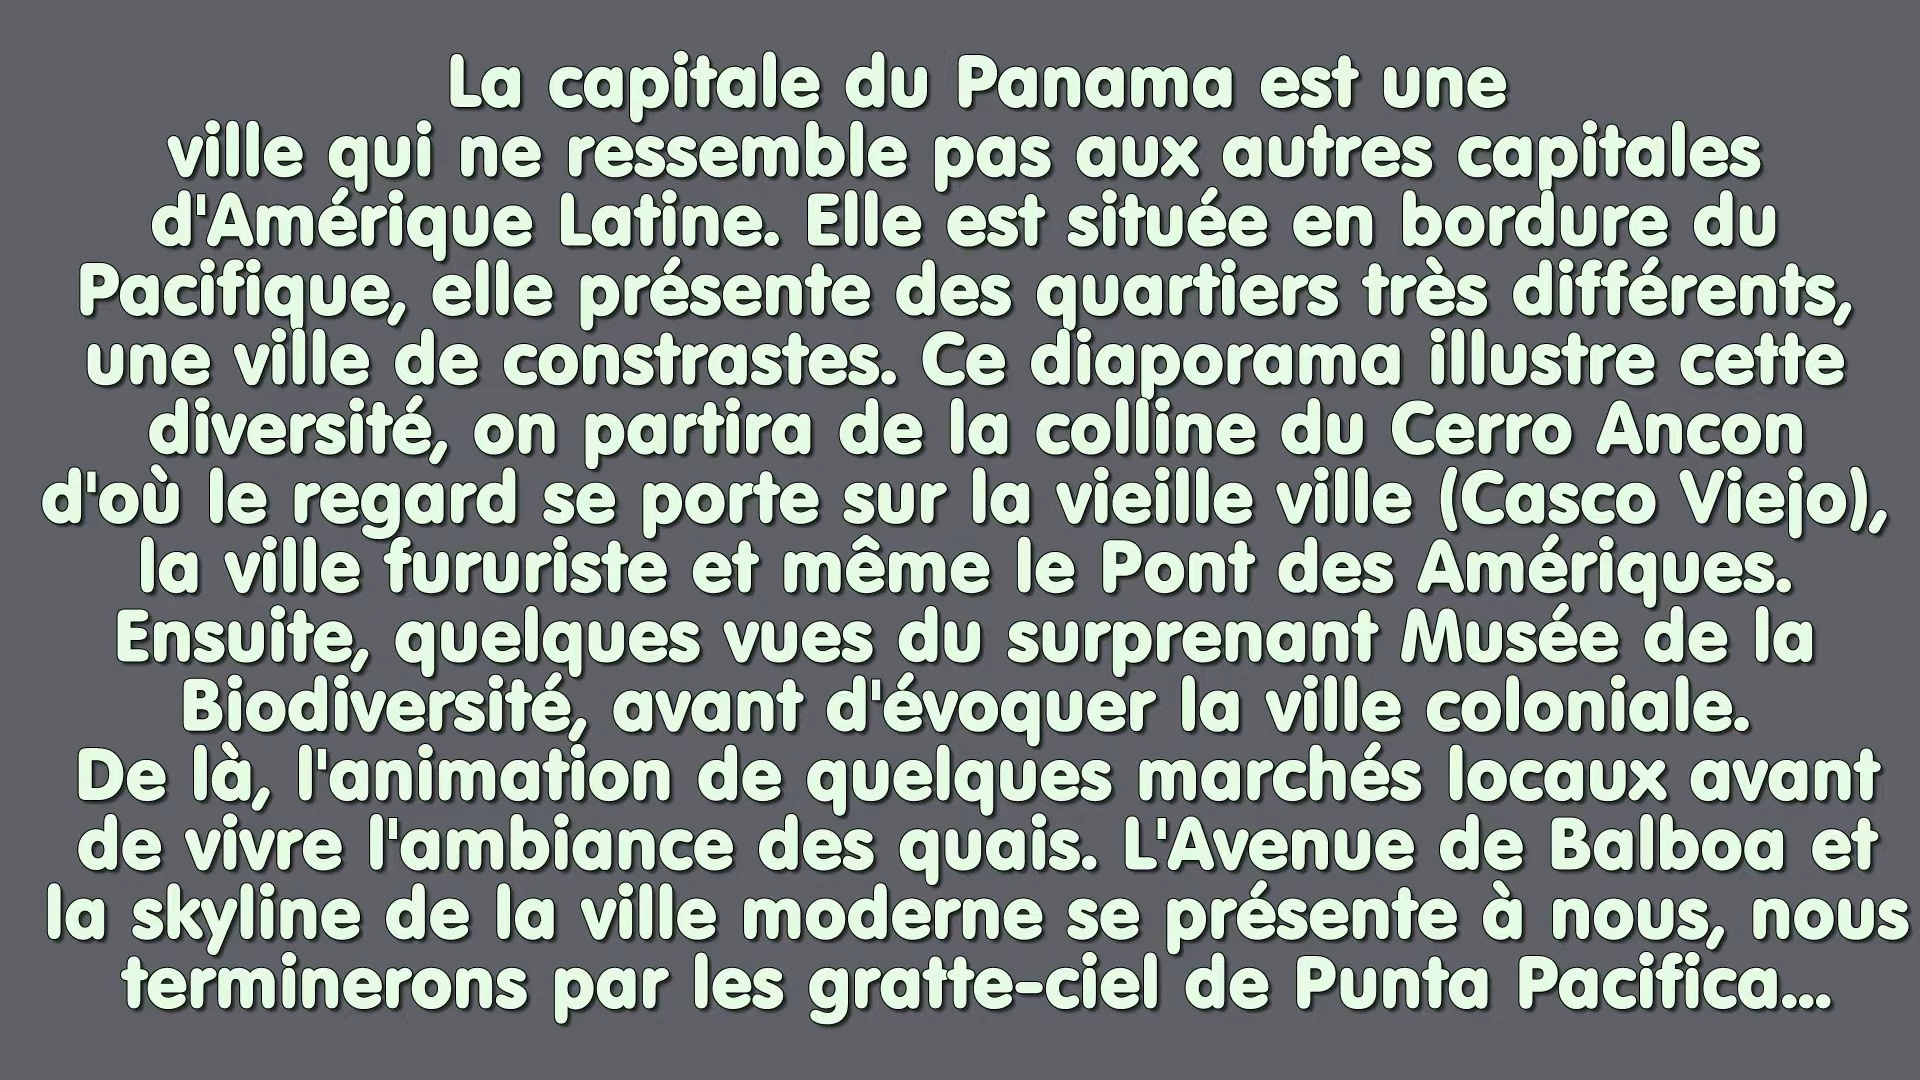 La capitale du Panama est une
ville qui ne ressemble pas aux autres capitales
d'Amérique Latine. Elle est située en bordure du
Pacifique, elle présente des quartiers très différents,
une ville de constrastes. Ce diaporama illustre cette
diversité, on partira de la colline du Cerro Ancon
d'où le regard se porte sur la vieille ville (Casco Viejo),
la ville fururiste et même le Pont des Amériques.
Ensuite, quelques vues du surprenant Musée de la
Biodiversité, avant d'évoquer la ville coloniale.
De là, l'animation de quelques marchés locaux avant
de vivre l'ambiance des quais. L'Avenue de Balboa et
la skyline de la ville moderne se présente à nous, nous
terminerons par les gratte-ciel de Punta Pacifica...